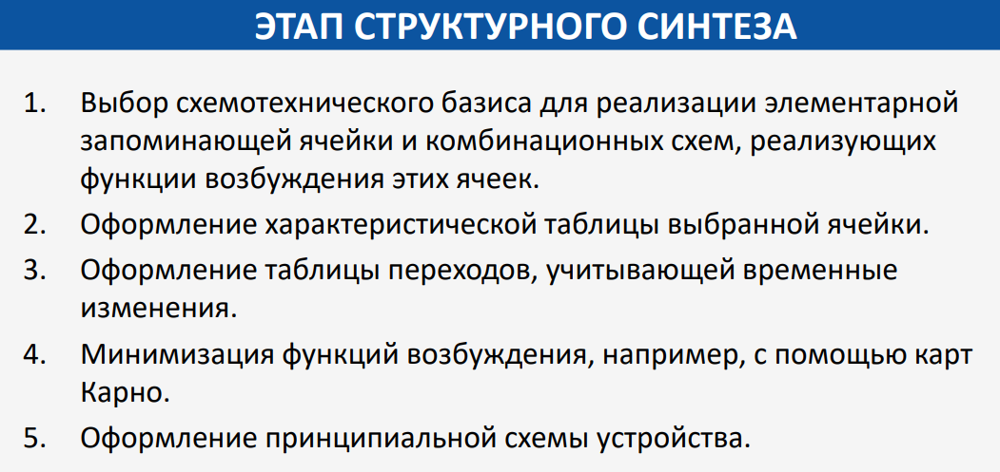 ЭТАП СТРУКТУРНОГО СИНТЕЗА
1. Выбор схемотехнического базиса для реализации элементарной
запоминающей ячейки и комбинационных схем, реализующих
функции возбуждения этих ячеек.
2. Оформление характеристической таблицы выбранной ячейки.
3. Оформление таблицы переходов, учитывающей временные
изменения.
4. Минимизация функций возбуждения, например, с помощью карт
Карно.
5. Оформление принципиальной схемы устройства.